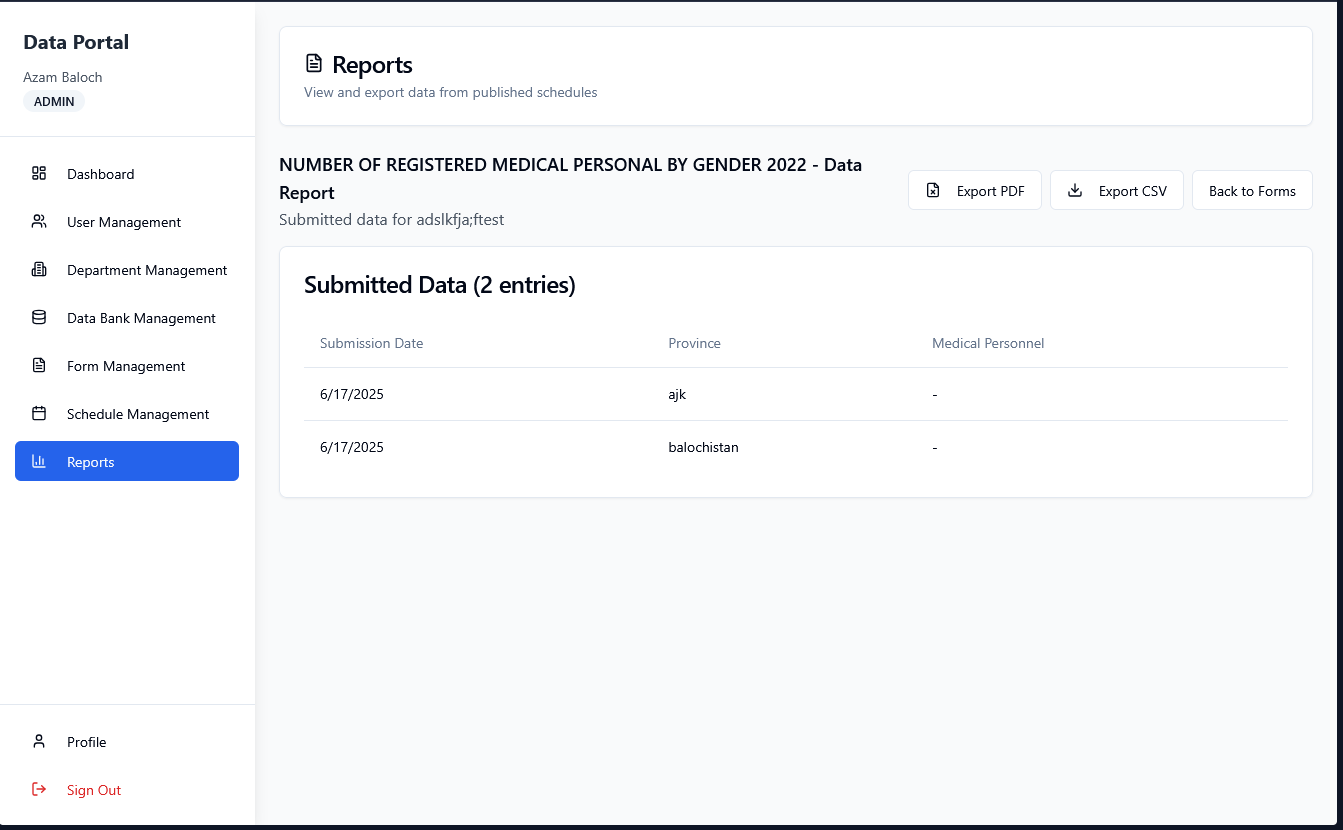 Data Portal
Azam Baloch
ADMIN
Dashboard
User Management
Department Management
Data Bank Management
Form Management
Schedule Management
Reports
Profile
Sign Out
Reports
View and export data from published schedules
NUMBER OF REGISTERED MEDICAL PERSONAL BY GENDER 2022 - Data
Report
Submitted data for adslkfja;ftest
Export PDF
Export CSV
Back to Forms
Submitted Data (2 entries)
Submission Date Province Medical Personnel
6/17/2025 ajk -
6/17/2025 balochistan -